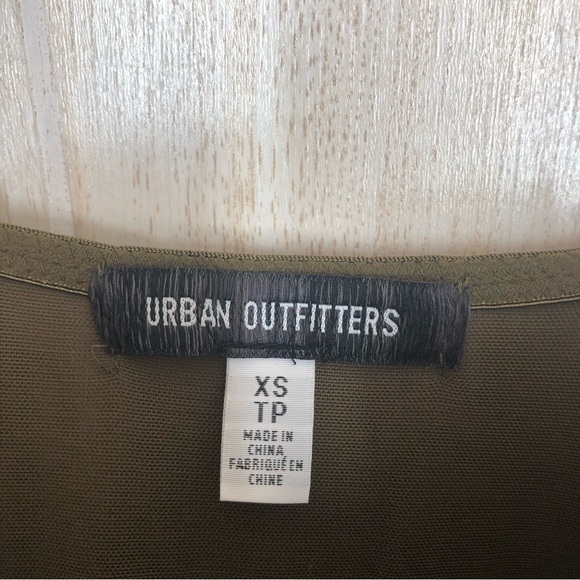 URBAN OUTFITTERS
XS
TP
MADE IN
CHINA
FABRIQUÉ EN
CHINE